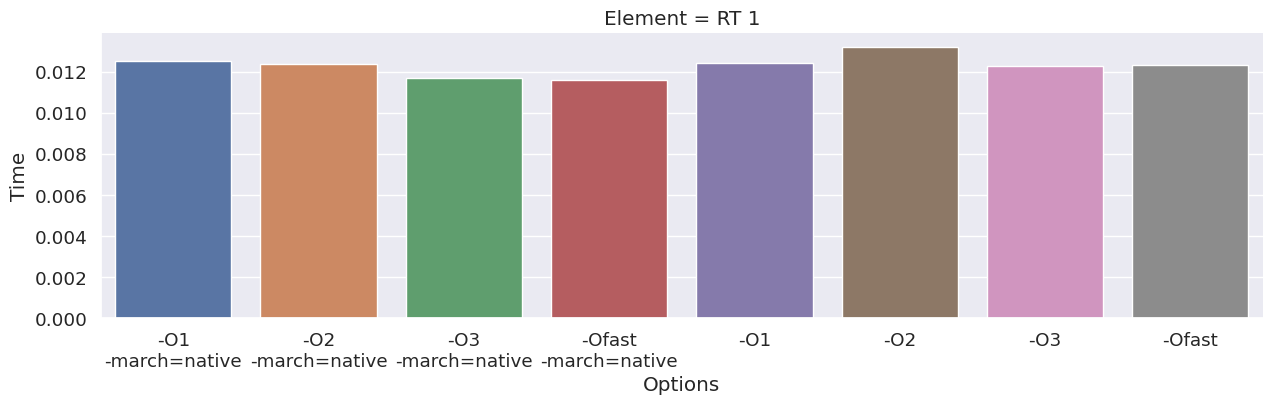 Element = RT 1
Time
0.012
0.010
0.008
0.006
0.004
0.002
0.000
-O1 -O2 -O3 -Ofast -O1 -O2 -O3 -Ofast
-march=native -march=native -march=native -march=native
Options